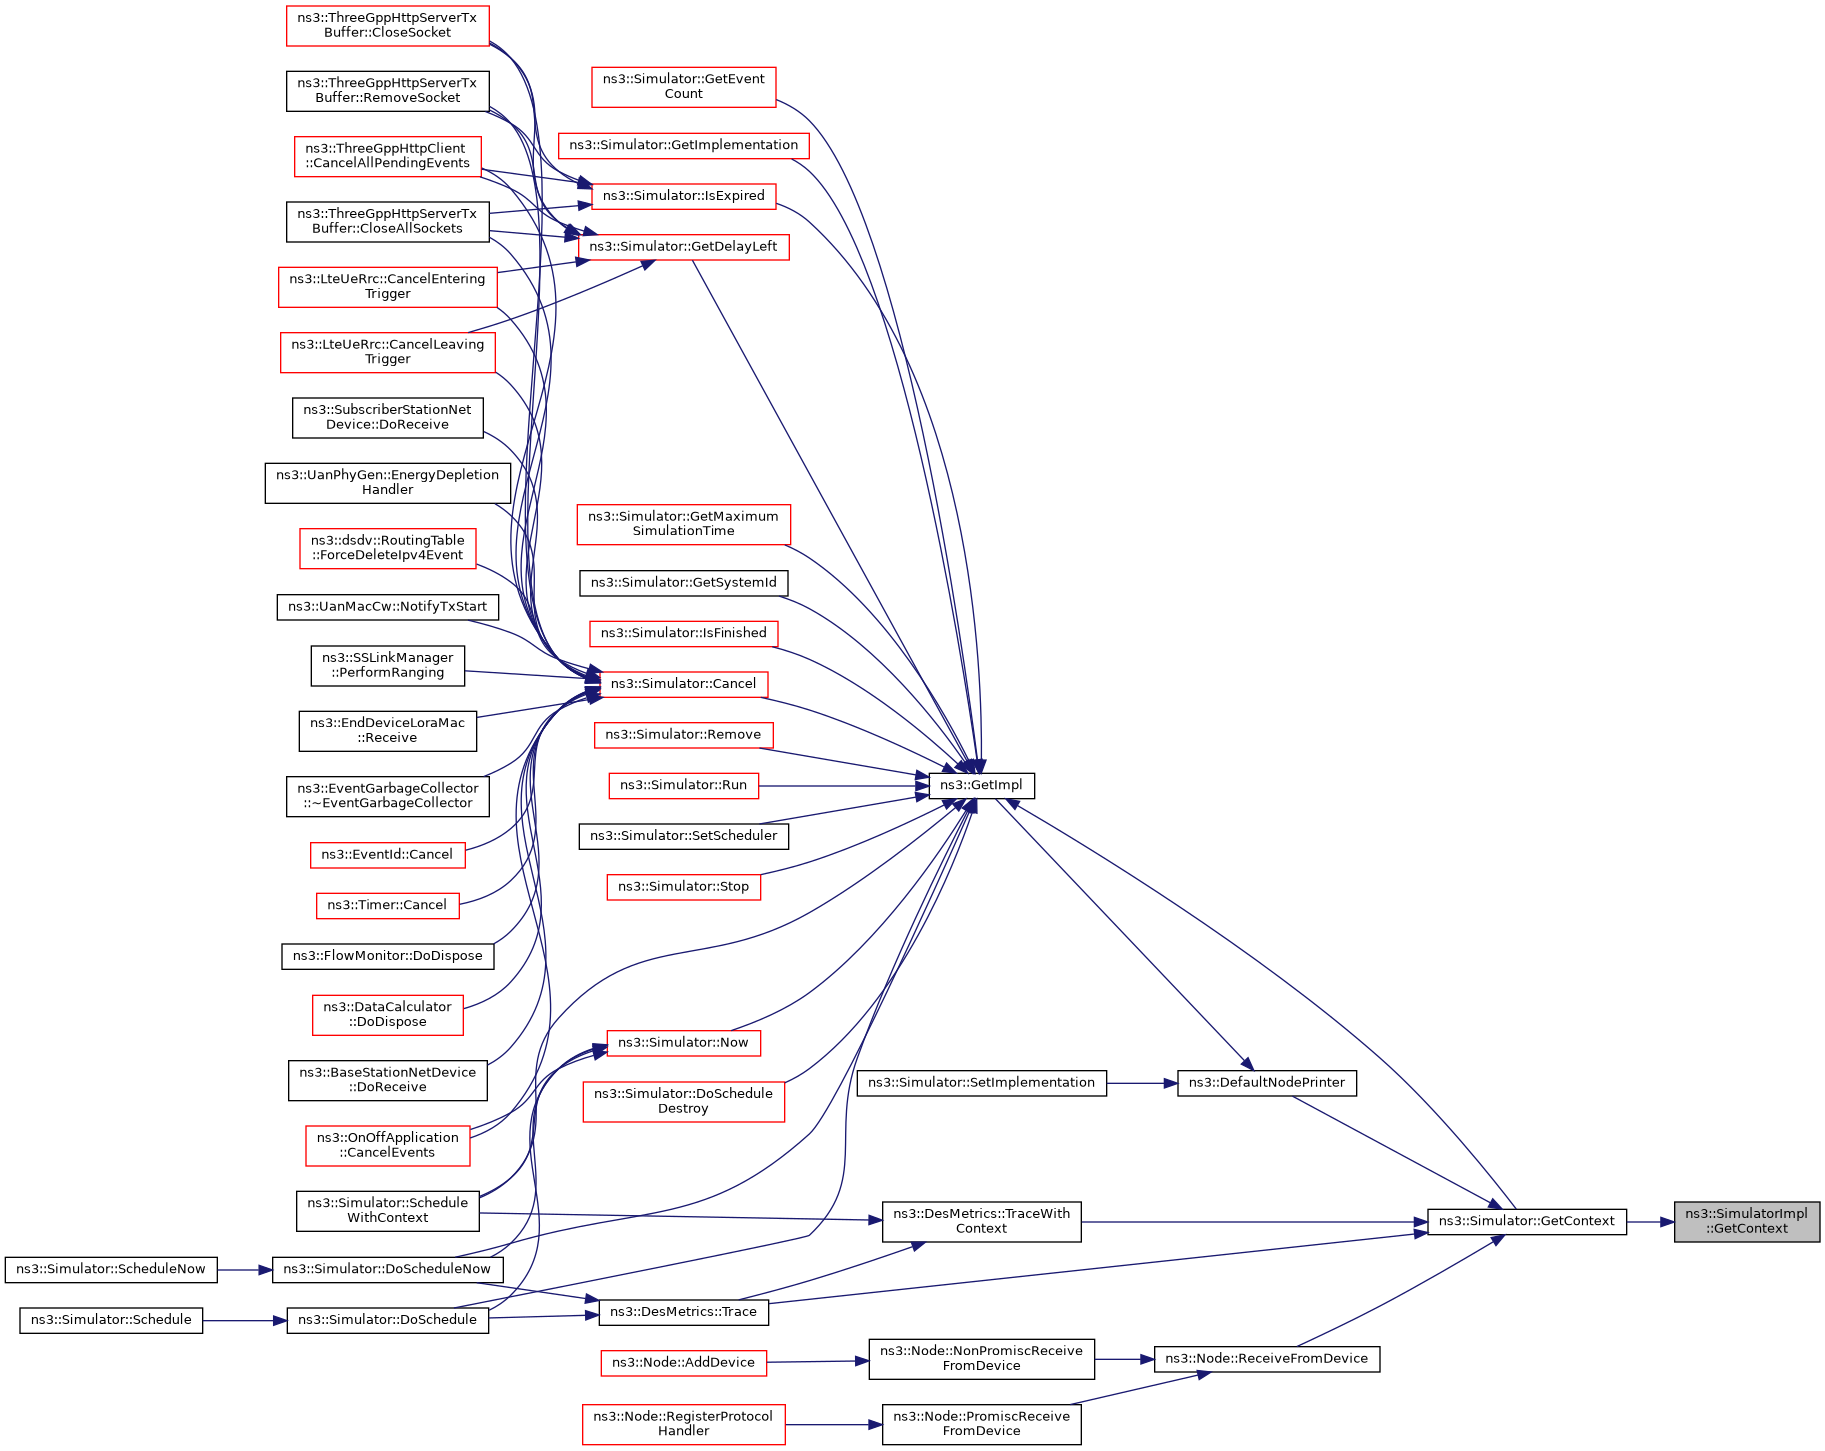 ns3::ThreeGppHttpServerTx
Buffer::CloseSocket
ns3::ThreeGppHttpServerTx
Buffer::RemoveSocket
ns3::ThreeGppHttpClient
::CancelAllPendingEvents
ns3::ThreeGppHttpServerTx
Buffer::CloseAllSockets
ns3::LteUeRrc::CancelEntering
Trigger
ns3::LteUeRrc::CancelLeaving
Trigger
ns3::SubscriberStationNet
Device::DoReceive
ns3::UanPhyGen::EnergyDepletion
Handler
ns3::dsdv::RoutingTable
::ForceDeleteIpv4Event
ns3::UanMacCw::NotifyTxStart
ns3::SSLinkManager
::PerformRanging
ns3::EndDeviceLoraMac
::Receive
ns3::EventGarbageCollector
::~EventGarbageCollector
ns3::EventId::Cancel
ns3::Timer::Cancel
ns3::FlowMonitor::DoDispose
ns3::DataCalculator
::DoDispose
ns3::BaseStationNetDevice
::DoReceive
ns3::OnOffApplication
::CancelEvents
ns3::Simulator::Schedule
WithContext
ns3::Simulator::ScheduleNow
ns3::Simulator::DoScheduleNow
ns3::Simulator::Schedule
ns3::Simulator::DoSchedule
ns3::Simulator::GetEvent
Count
ns3::Simulator::GetImplementation
ns3::Simulator::IsExpired
ns3::Simulator::GetDelayLeft
ns3::Simulator::GetMaximum
SimulationTime
ns3::Simulator::GetSystemId
ns3::Simulator::IsFinished
ns3::Simulator::Cancel
ns3::Simulator::Remove
ns3::Simulator::Run
ns3::Simulator::SetScheduler
ns3::Simulator::Stop
ns3::Simulator::Now
ns3::Simulator::DoSchedule
Destroy
ns3::DesMetrics::Trace
ns3::Node::AddDevice
ns3::Node::RegisterProtocol
Handler
ns3::GetImpl
ns3::Simulator::SetImplementation
ns3::DesMetrics::TraceWith
Context
ns3::Node::NonPromiscReceive
FromDevice
ns3::Node::PromiscReceive
FromDevice
ns3::DefaultNodePrinter
ns3::Node::ReceiveFromDevice
ns3::Simulator::GetContext
ns3::SimulatorImpl
::GetContext